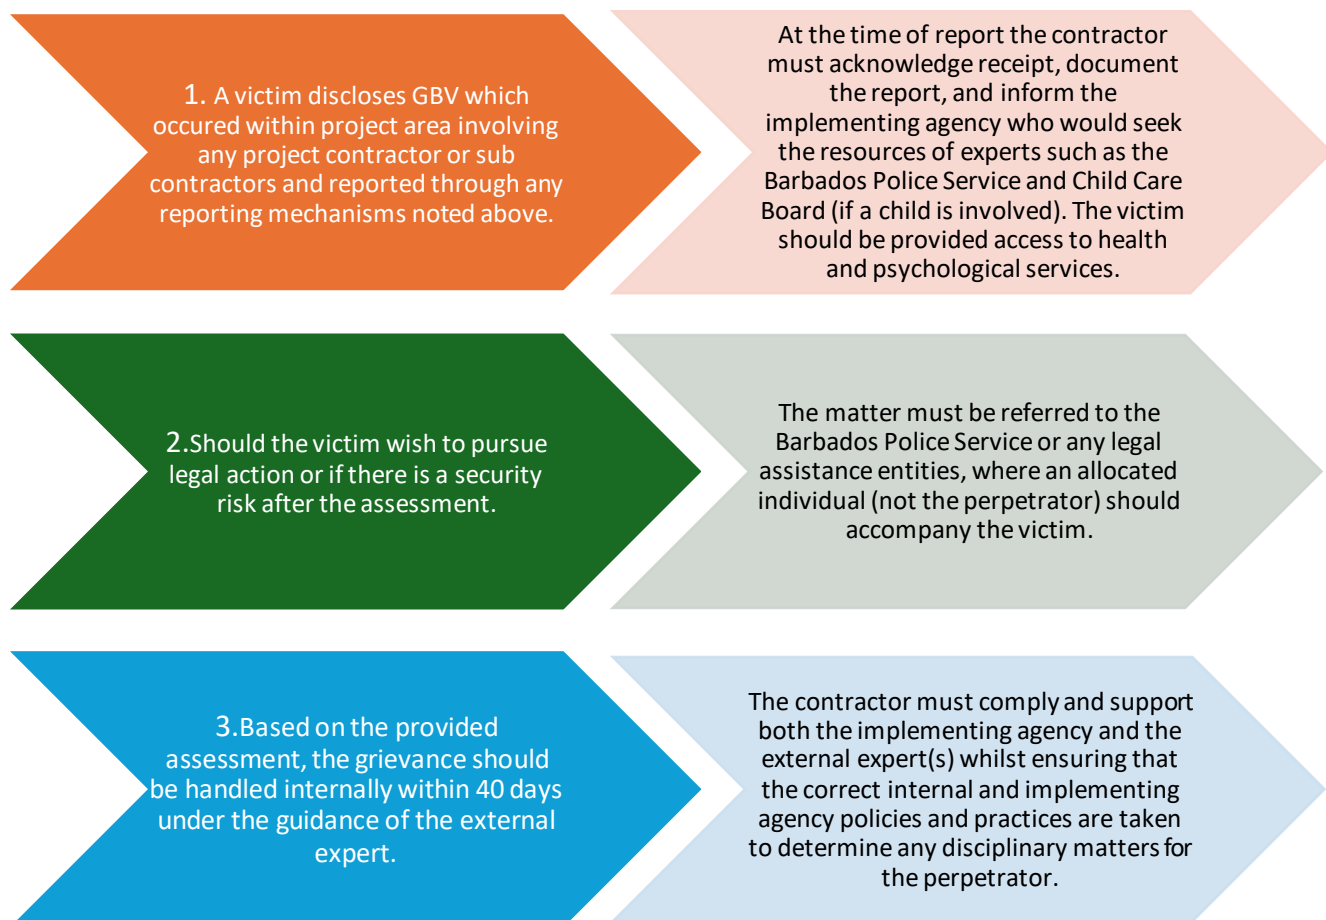 1. A victim discloses GBV which
occured within project area involving
any project contractor or sub
contractors and reported through any
reporting mechanisms noted above.
At the time of report the contractor
must acknowledge receipt, document
the report, and inform the
implementing agency who would seek
the resources of experts such as the
Barbados Police Service and Child Care
Board (if a child is involved). The victim
should be provided access to health
and psychological services.
2.Should the victim wish to pursue
legal action or if there is a security
risk after the assessment.
The matter must be referred to the
Barbados Police Service or any legal
assistance entities, where an allocated
individual (not the perpetrator) should
accompany the victim.
3.Based on the provided
assessment, the grievance should
be handled internally within 40 days
under the guidance of the external
expert.
The contractor must comply and support
both the implementing agency and the
external expert(s) whilst ensuring that
the correct internal and implementing
agency policies and practices are taken
to determine any disciplinary matters for
the perpetrator.